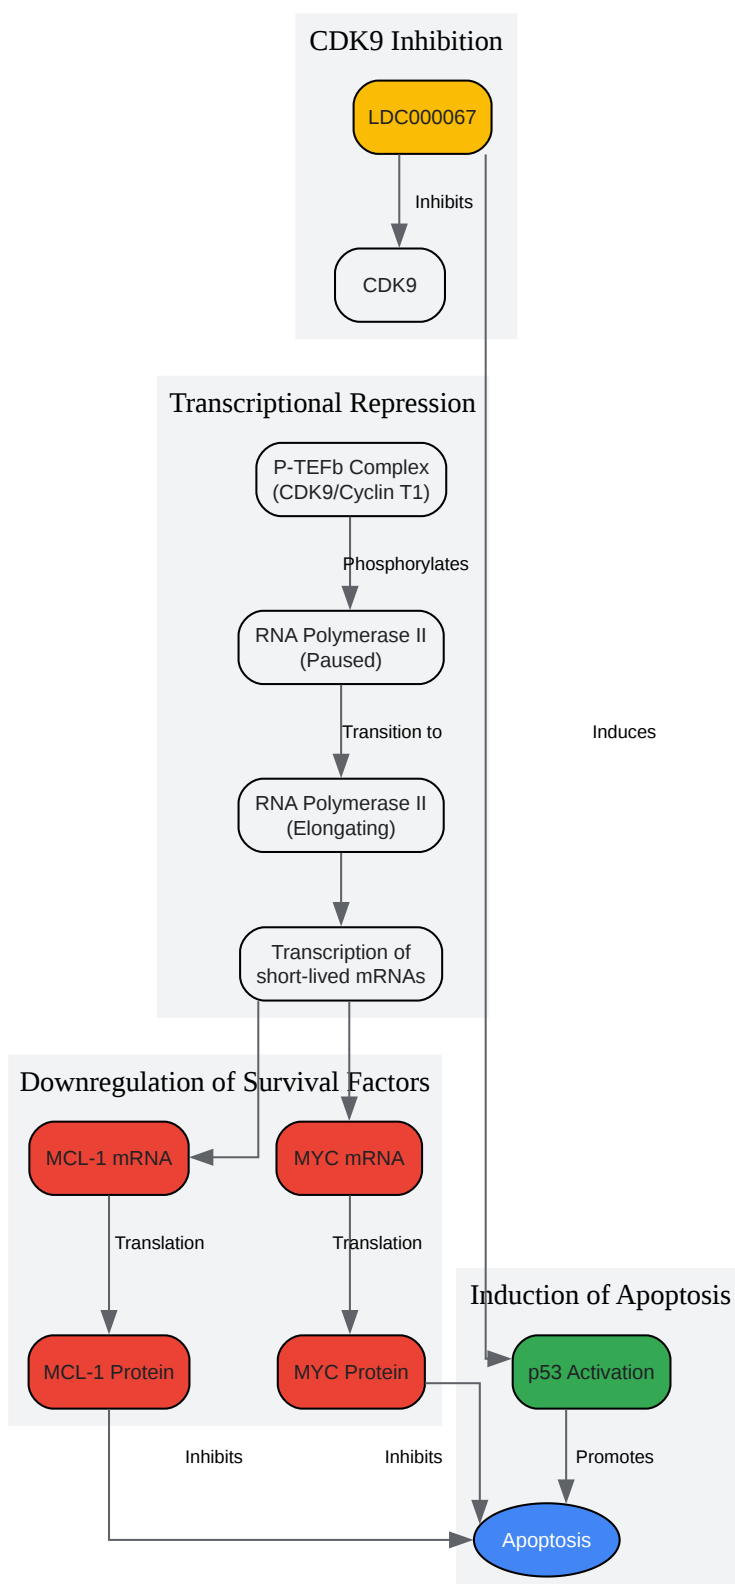 CDK9 Inhibition
LDC000067
Inhibits
CDK9
Transcriptional Repression
P-TEFb Complex
(CDK9/Cyclin T1)
Phosphorylates
RNA Polymerase II
(Paused)
Transition to
Induces
RNA Polymerase II
(Elongating)
Transcription of
short-lived mRNAs
Downregulation of Survival Factors
MCL-1 mRNA
MYC mRNA
Translation
Translation
Induction of Apoptosis
MCL-1 Protein
MYC Protein
p53 Activation
Inhibits
Inhibits
Promotes
Apoptosis